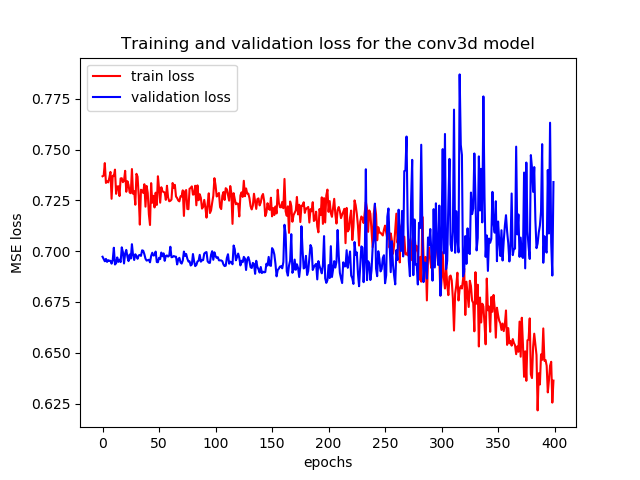 Training and validation loss for the conv3d model
train loss
validation loss
MSE loss
0.775
0.750
0.725
0.700
0.675
0.650
0.625
0 50 100 150 200 250 300 350 400
epochs